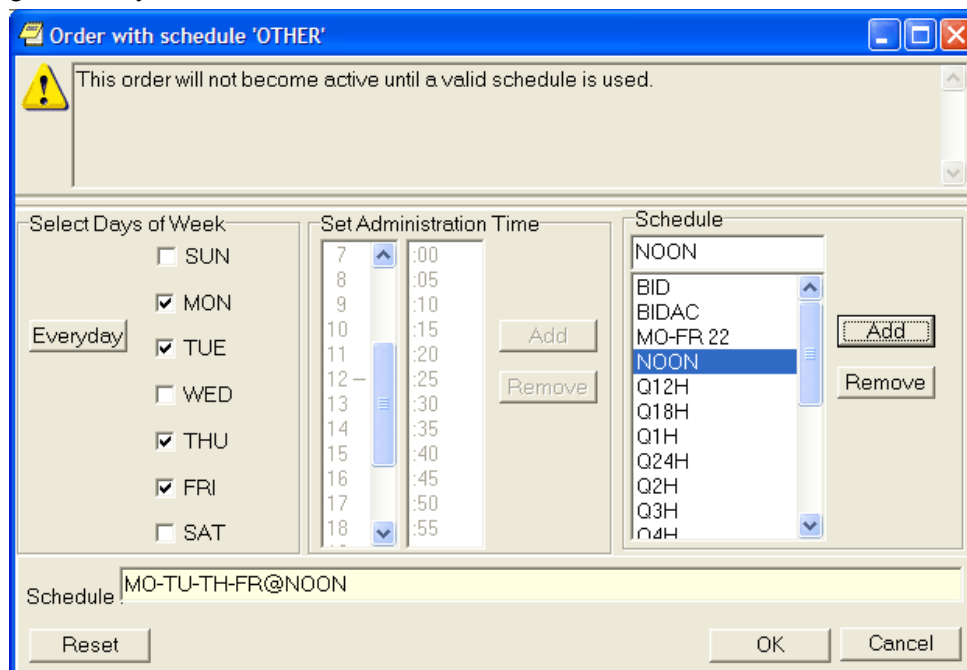 Order with schedule 'OTHER'
This order will not become active until a valid schedule is used.
Select Days of Week
SUN
MON
Everyday
TUE
WED
THU
FRI
SAT
Set Administration Time
7 :00
8 :05
9 :10
10 :15
11 :20
12 – :25
13 :30
14 :35
15 :40
16 :45
17 :50
18 :55
Add
Remove
Schedule
NOON
BID
BIDAC
MO-FR 22
NOON
Q12H
Q18H
Q1H
Q24H
Q2H
Q3H
Q4H
Add
Remove
Schedule :
MO-TU-TH-FR@NOON
Reset
OK
Cancel